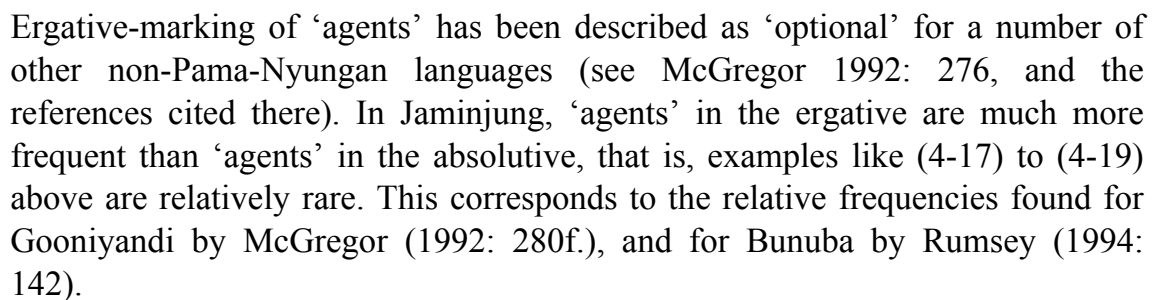 Ergative-marking of ‘agents’ has been described as ‘optional’ for a number of
other non-Pama-Nyungan languages (see McGregor 1992: 276, and the
references cited there). In Jaminjung, ‘agents’ in the ergative are much more
frequent than ‘agents’ in the absolutive, that is, examples like (4-17) to (4-19)
above are relatively rare. This corresponds to the relative frequencies found for
Gooniyandi by McGregor (1992: 280f.), and for Bunuba by Rumsey (1994:
142).